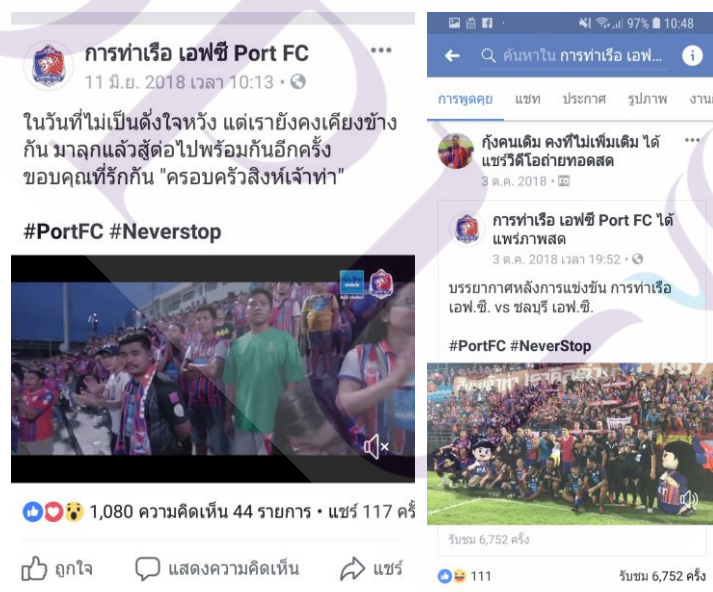 การท่าเรือ เอฟซี Port FC
11 มิ.ย. 2018 เวลา 10:13
ในวันที่ไม่เป็นดั่งใจหวัง แต่เรายังคงเคียงข้าง
กัน มาลุกแล้วสู้ต่อไปพร้อมกันอีกครั้ง
ขอบคุณที่รักกัน "ครอบครัวสิงห์เจ้าท่า"
#PortFC #Neverstop
1,080 ความคิดเห็น 44 รายการ • แชร์ 117 ครั้
ถูกใจ
แสดงความคิดเห็น
แชร์
97% 10:48
ค้นหาใน การท่าเรือ เอฟ...
การพูดคุย แชท ประกาศ รูปภาพ งาน
กุ้งคนเดิม คงที่ไม่เพิ่มเติม ได้
แชร์วิดีโอถ่ายทอดสด
3 ต.ค. 2018
การท่าเรือ เอฟซี Port FC ได้
แพร่ภาพสด
3 ต.ค. 2018 เวลา 19:52
บรรยากาศหลังการแข่งขัน การท่าเรือ
เอฟ.ซี. vs ชลบุรี เอฟ.ซี.
#PortFC #NeverStop
รับชม 6,752 ครั้ง
111
รับชม 6,752 ครั้ง